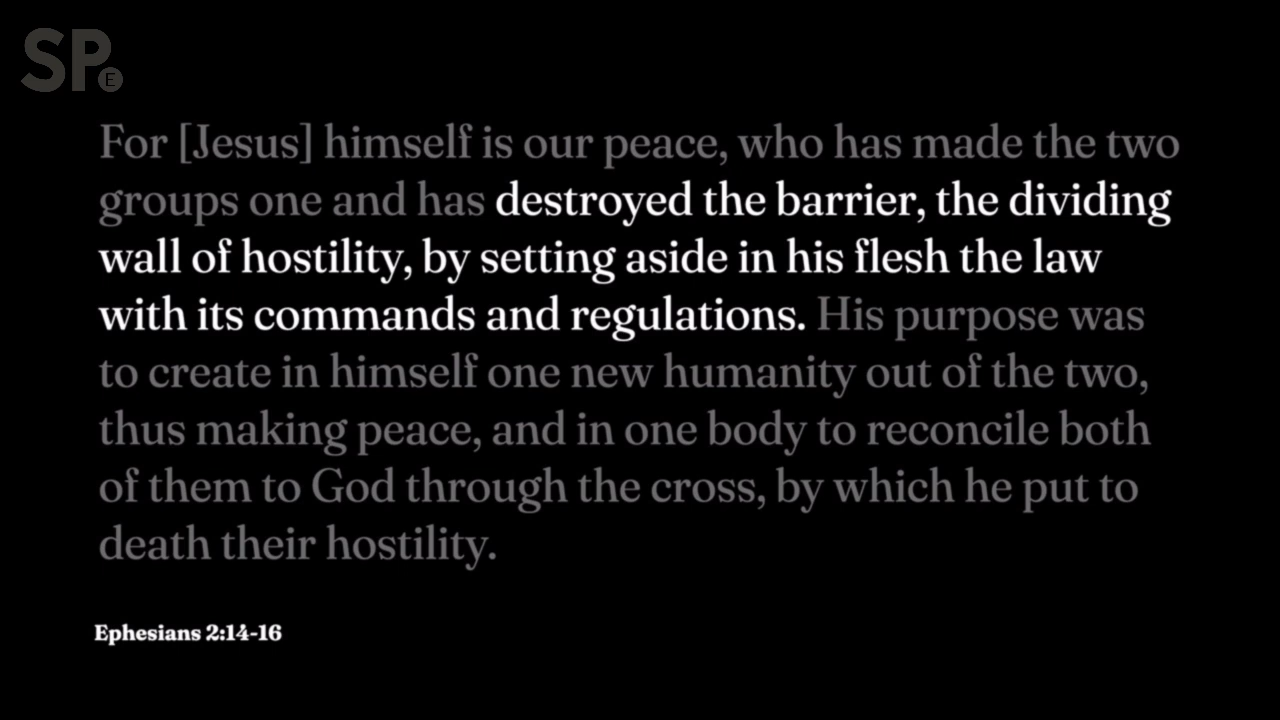 SP.
E
For [Jesus] himself is our peace, who has made the two
groups one and has destroyed the barrier, the dividing
wall of hostility, by setting aside in his flesh the law
with its commands and regulations. His purpose was
to create in himself one new humanity out of the two,
thus making peace, and in one body to reconcile both
of them to God through the cross, by which he put to
death their hostility.
Ephesians 2:14-16